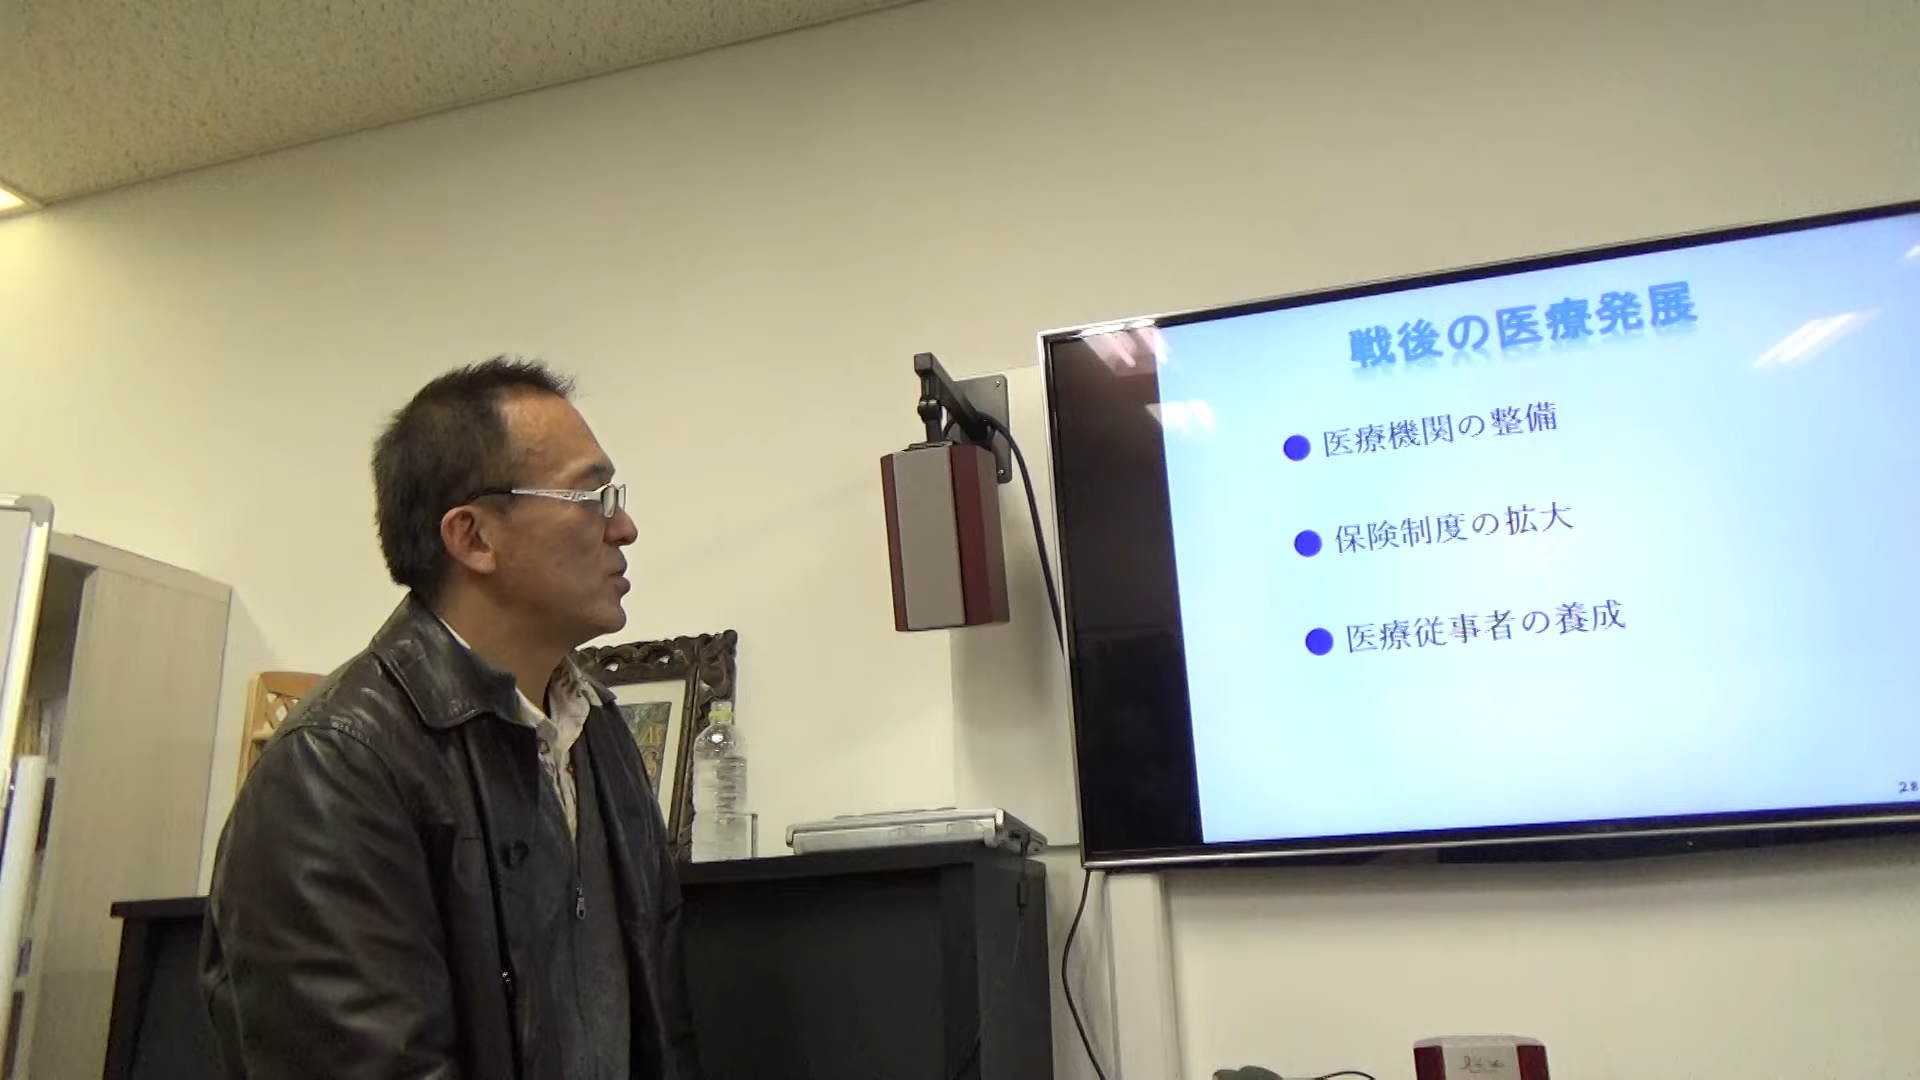 戦後の医療発展
医療機関の整備
保険制度の拡大
医療従事者の養成
28